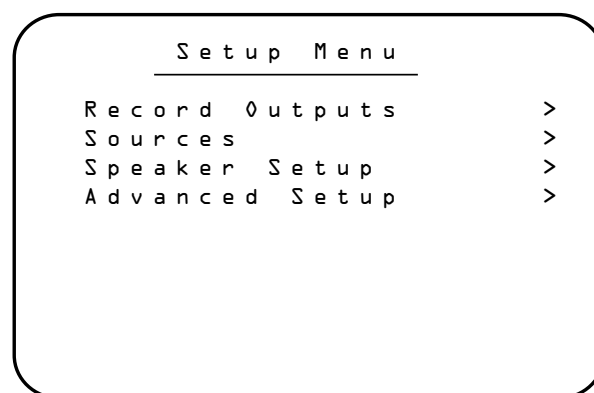 Setup Menu
Record Outputs >
Sources >
Speaker Setup >
Advanced Setup >